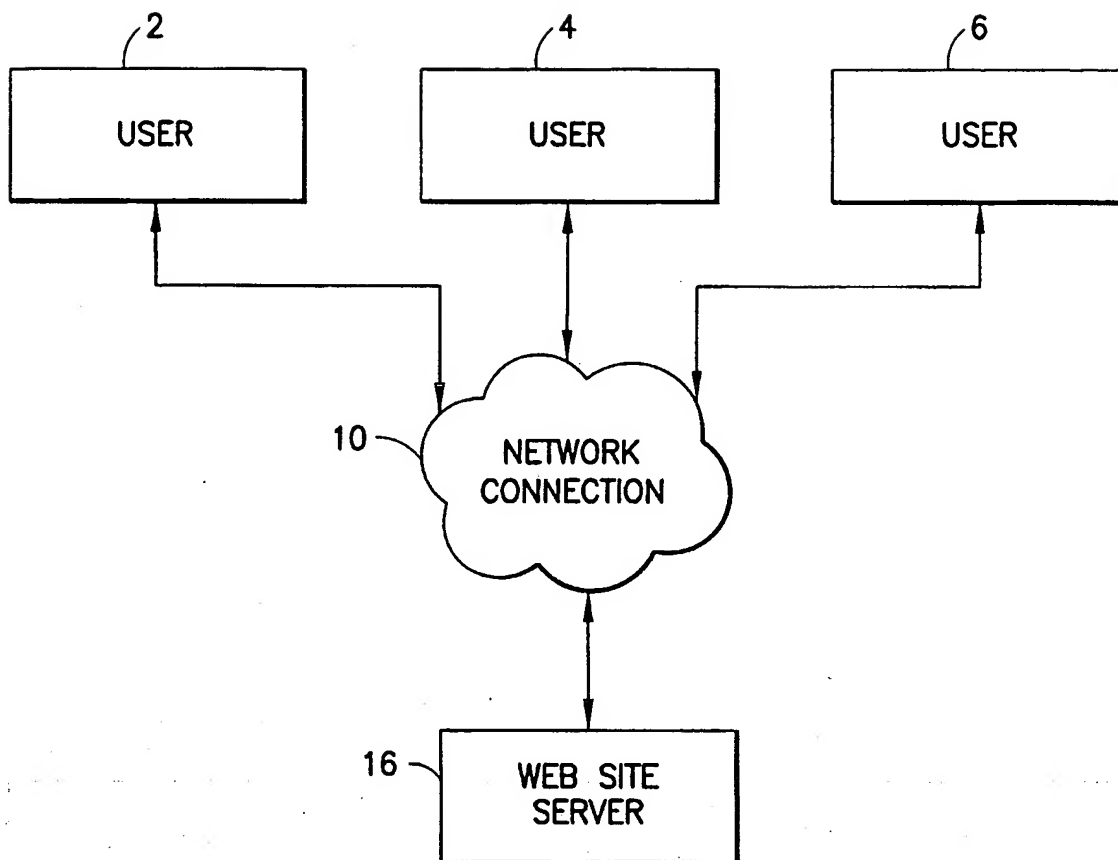 2
4
6
USER
USER
USER
10
NETWORK
CONNECTION
16
WEB SITE
SERVER